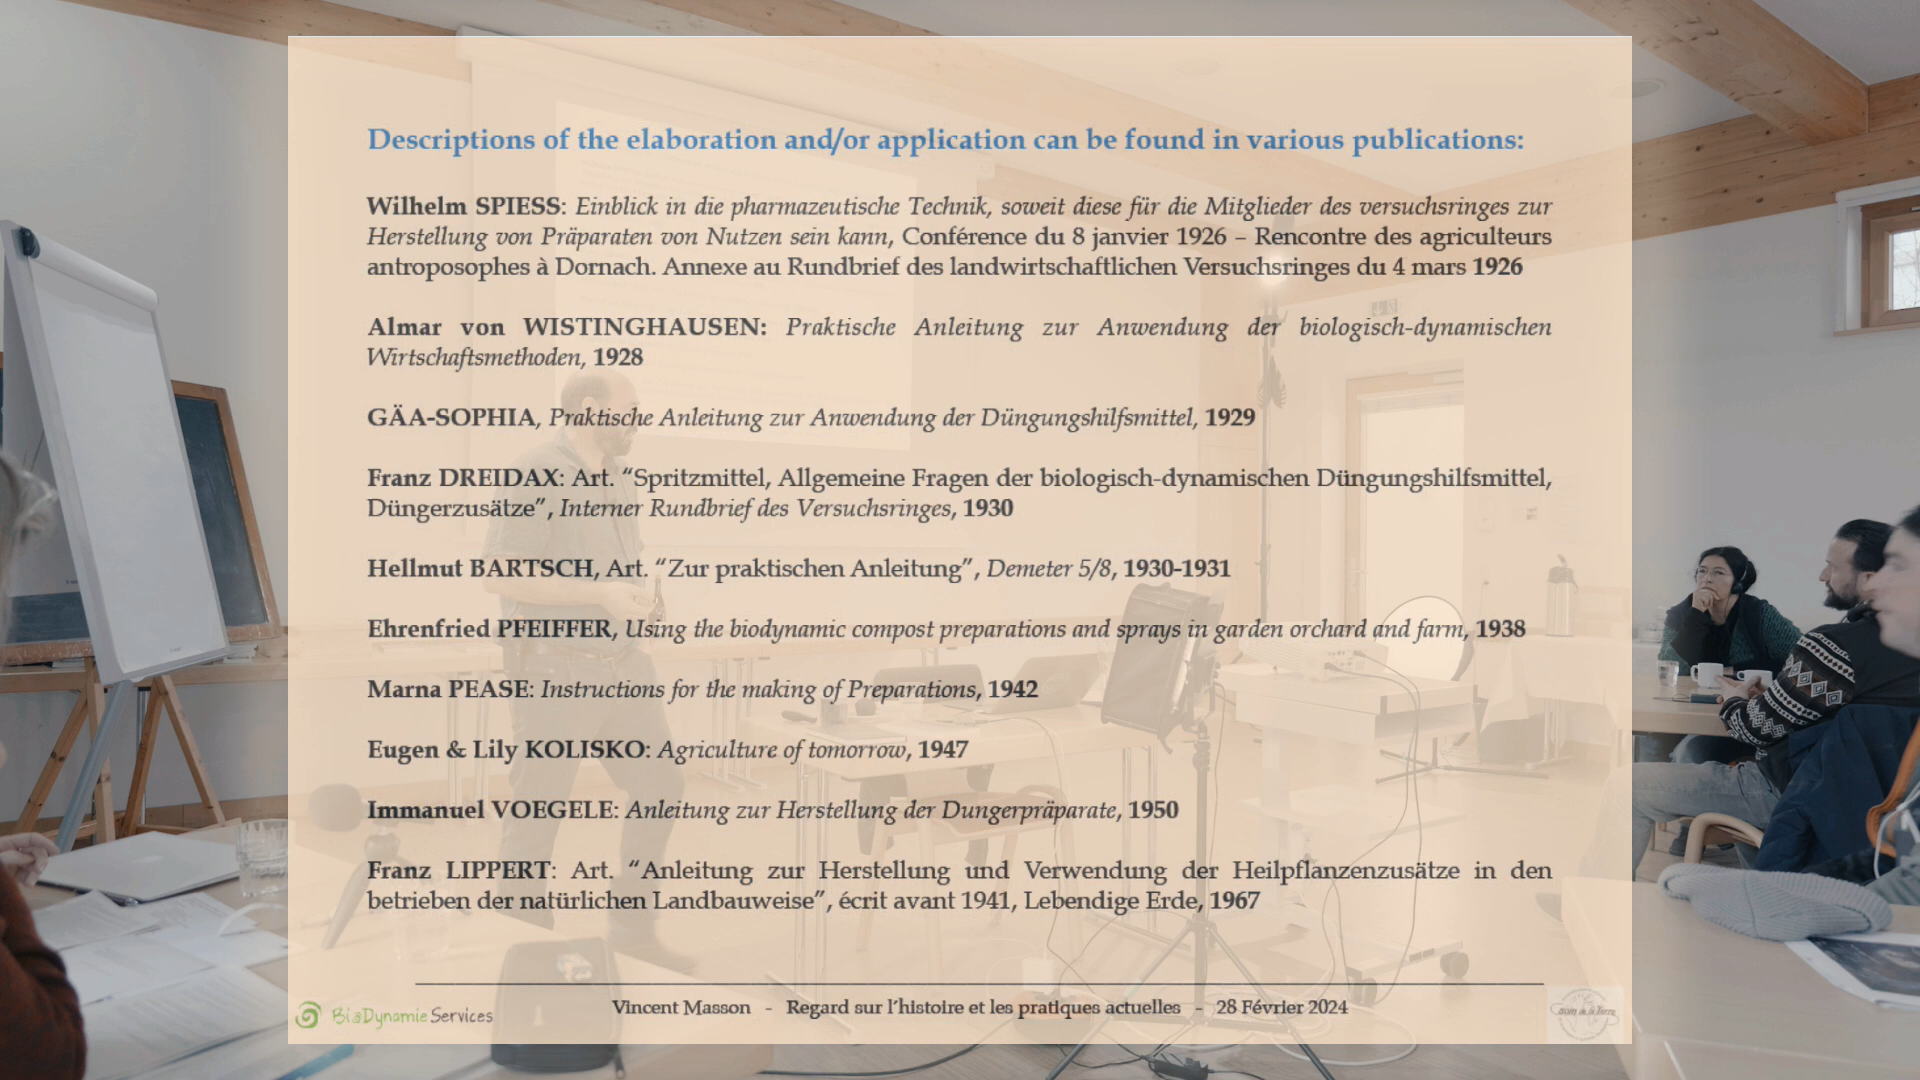 Descriptions of the elaboration and/or application can be found in various publications:
Wilhelm SPIESS: Einblick in die pharmazeutische Technik, soweit diese für die Mitglieder des versuchsringes zur
Herstellung von Präparaten von Nutzen sein kann, Conférence du 8 janvier 1926 – Rencontre des agriculteurs
antroposophes à Dornach. Annexe au Rundbrief des landwirtschaftlichen Versuchsringes du 4 mars 1926
Almar von WISTINGHAUSEN: Praktische Anleitung zur Anwendung der biologisch-dynamischen
Wirtschaftsmethoden, 1928
GÄA-SOPHIA, Praktische Anleitung zur Anwendung der Düngungshilfsmittel, 1929
Franz DREIDAX: Art. “Spritzmittel, Allgemeine Fragen der biologisch-dynamischen Düngungshilfsmittel,
Düngerzusätze”, Interner Rundbrief des Versuchsringes, 1930
Hellmut BARTSCH, Art. “Zur praktischen Anleitung”, Demeter 5/8, 1930-1931
Ehrenfried PFEIFFER, Using the biodynamic compost preparations and sprays in garden orchard and farm, 1938
Marna PEASE: Instructions for the making of Preparations, 1942
Eugen & Lily KOLISKO: Agriculture of tomorrow, 1947
Immanuel VOEGELE: Anleitung zur Herstellung der Dungerpräparate, 1950
Franz LIPPERT: Art. “Anleitung zur Herstellung und Verwendung der Heilpflanzenzusätze in den
betrieben der natürlichen Landbauweise”, écrit avant 1941, Lebendige Erde, 1967
BioDynamie Services
Vincent Masson - Regard sur l’histoire et les pratiques actuelles - 28 Février 2024